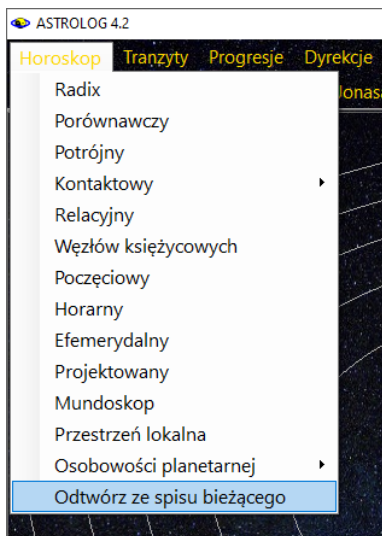 ASTROLOG 4.2
Horoskop Tranzyty Progresje Dyrekcje
Jonasa
Radix
Porównawczy
Potrójny
Kontaktowy
Relacyjny
Węzłów księżycowych
Poczęciowy
Horarny
Efemerydalny
Projektowany
Mundoskop
Przestrzeń lokalna
Osobowości planetarnej
Odtwórz ze spisu bieżącego